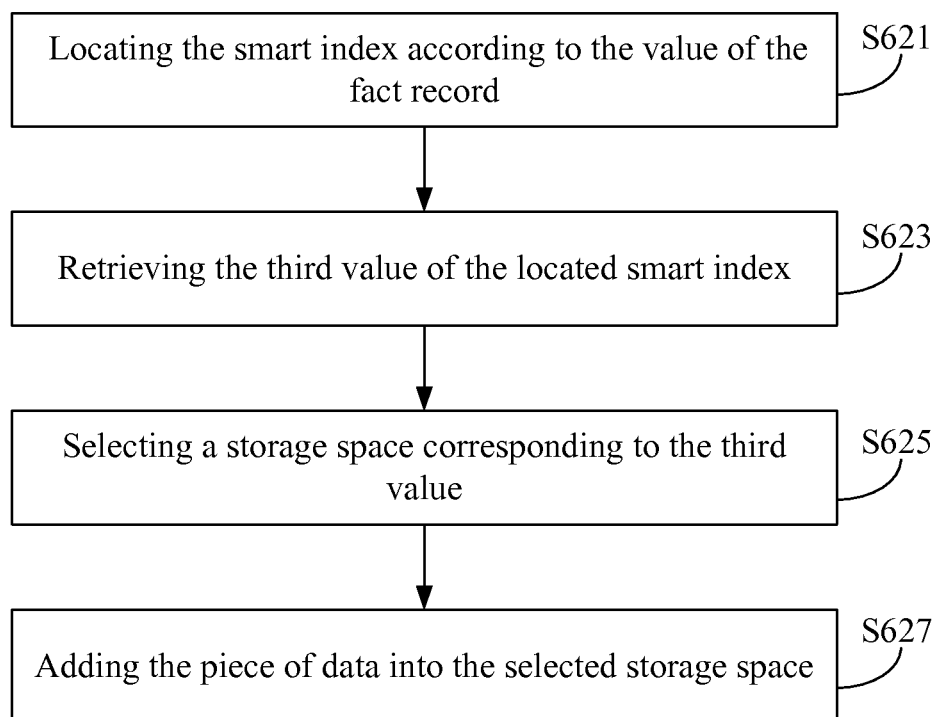 Locating the smart index according to the value of the
fact record
S621
Retrieving the third value of the located smart index
S623
Selecting a storage space corresponding to the third
value
S625
Adding the piece of data into the selected storage space
S627